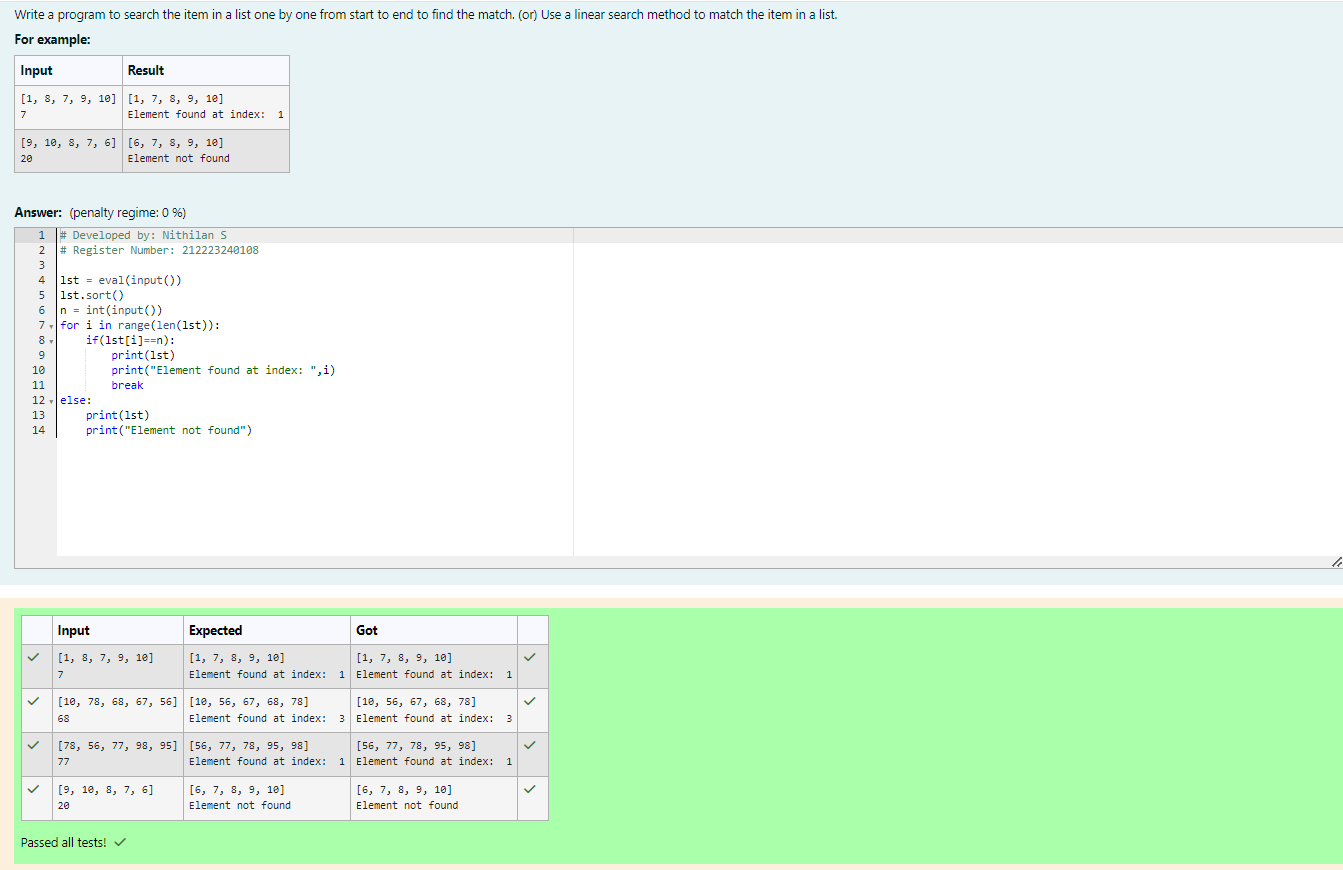 Write a program to search the item in a list one by one from start to end to find the match. (or) Use a linear search method to match the item in a list.
For example:
Input Result
[1, 8, 7, 9, 10] [1, 7, 8, 9, 10]
7 Element found at index:  1
[9, 10, 8, 7, 6] [6, 7, 8, 9, 10]
20 Element not found
Answer: (penalty regime: 0 %)
1 # Developed by: Nithilan S
2 # Register Number: 212223240108
3
4 lst = eval(input())
5 lst.sort()
6 n = int(input())
7 for i in range(len(lst)):
8     if(lst[i]==n):
9         print(lst)
10         print("Element found at index: ",i)
11         break
12 else:
13     print(lst)
14     print("Element not found")
Input Expected Got
[1, 8, 7, 9, 10] [1, 7, 8, 9, 10] [1, 7, 8, 9, 10]
7 Element found at index:  1 Element found at index:  1
[10, 78, 68, 67, 56] [10, 56, 67, 68, 78] [10, 56, 67, 68, 78]
68 Element found at index:  3 Element found at index:  3
[78, 56, 77, 98, 95] [56, 77, 78, 95, 98] [56, 77, 78, 95, 98]
77 Element found at index:  1 Element found at index:  1
[9, 10, 8, 7, 6] [6, 7, 8, 9, 10] [6, 7, 8, 9, 10]
20 Element not found Element not found
Passed all tests!